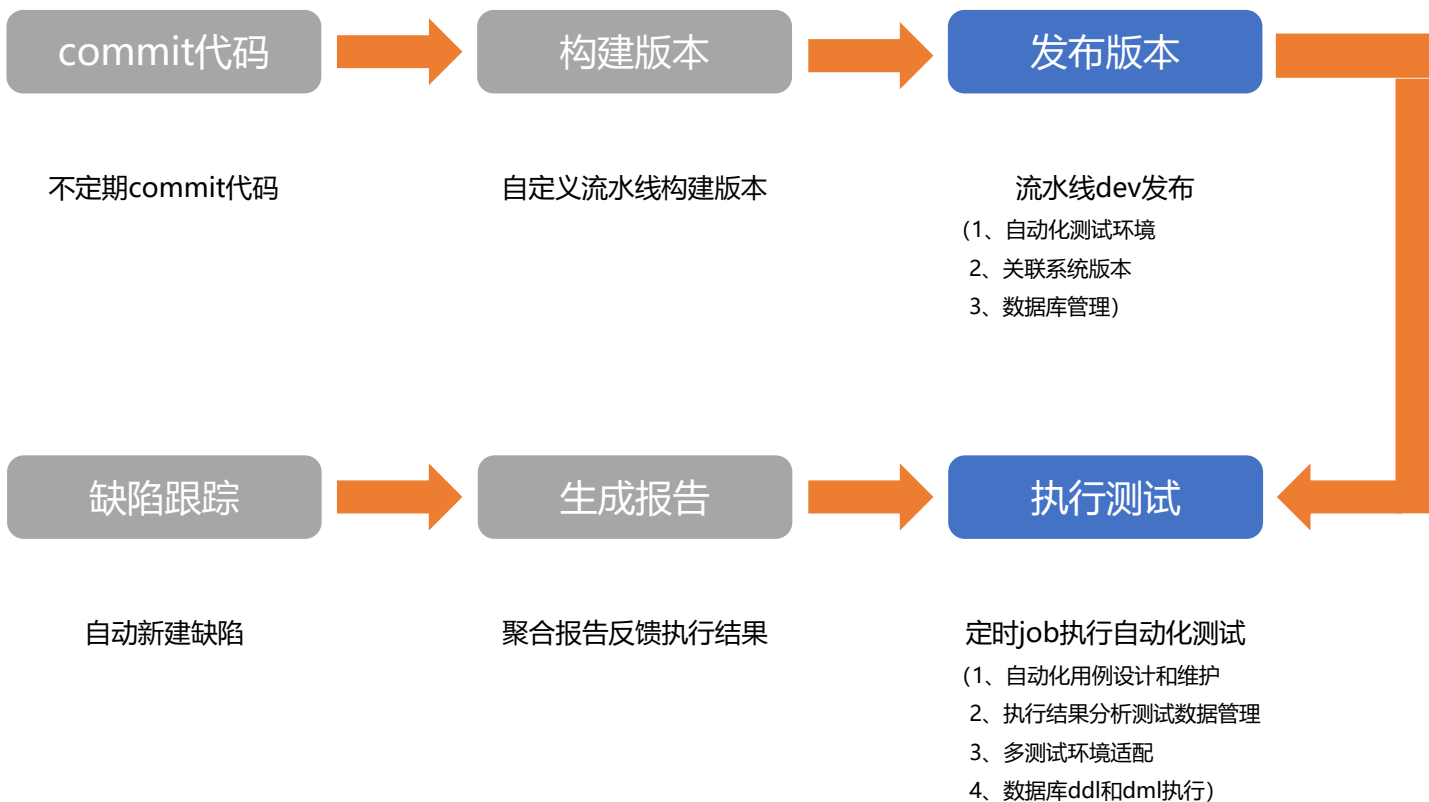 commit代码
构建版本
发布版本
不定期commit代码
自定义流水线构建版本
流水线dev发布
(1、自动化测试环境
2、关联系统版本
3、数据库管理)
缺陷跟踪
生成报告
执行测试
自动新建缺陷
聚合报告反馈执行结果
定时job执行自动化测试
(1、自动化用例设计和维护
2、执行结果分析测试数据管理
3、多测试环境适配
4、数据库ddl和dml执行)